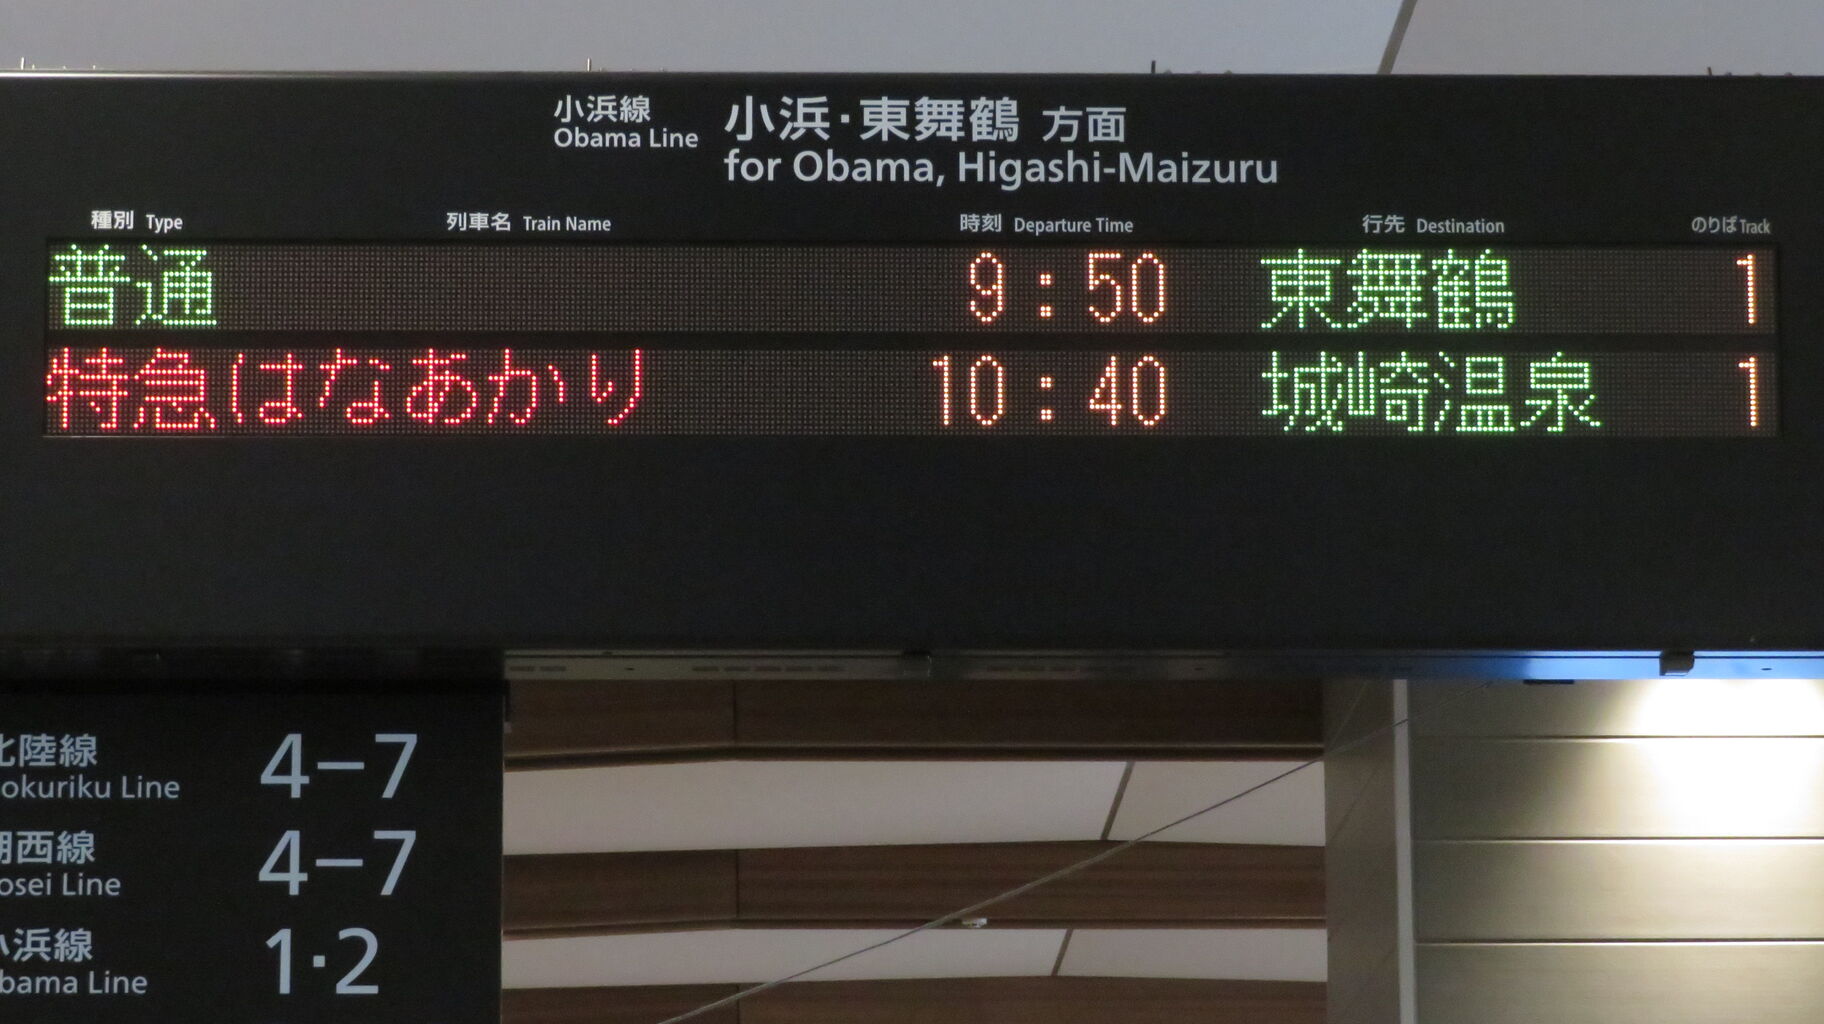 小浜線 小浜・東舞鶴 方面
Obama Line for Obama, Higashi-Maizuru
種別 Type 列車名 Train Name 時刻 Departure Time 行先 Destination のりば Track
普通 9:50 東舞鶴 1
特急はなあかり 10:40 城崎温泉 1
北陸線 4-7
okuriku Line
湖西線 4-7
osei Line
小浜線 1・2
bama Line